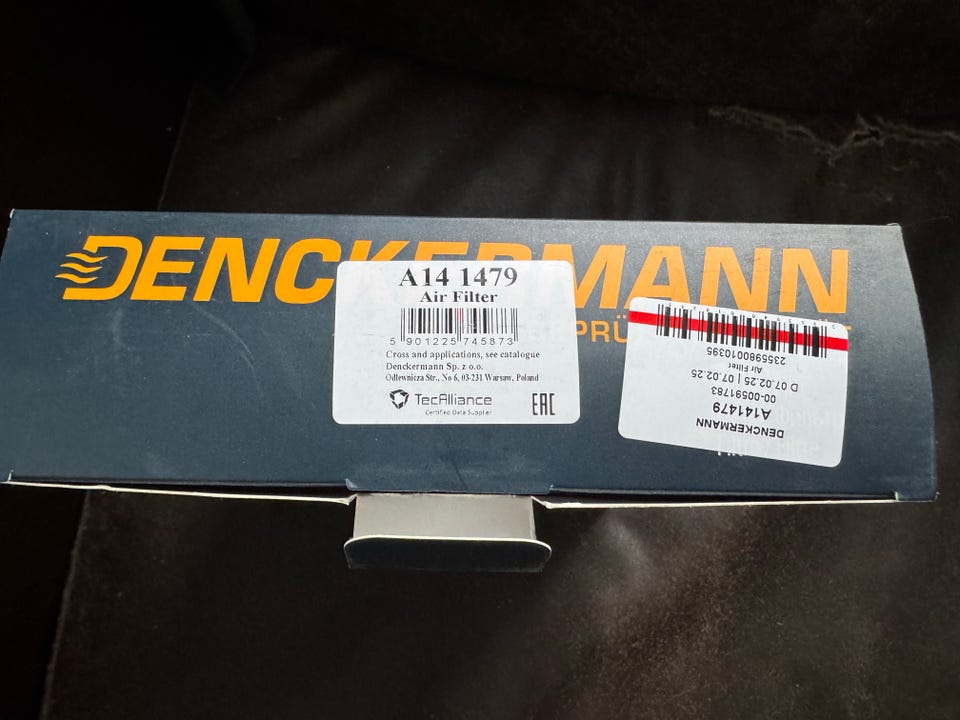 DENCKERMANN
A14 1479
Air Filter
5 901225 745873
Cross and applications, see catalogue
Denckermann Sp. z o.o.
Odlewnicza Str., No 6, 03-231 Warsaw, Poland
TecAlliance
Certified Data Supplier
EAC
DENCKERMANN
A141479
00-00591783
D 07.02.25 | 07.02.25
Air Filter
2355980010395